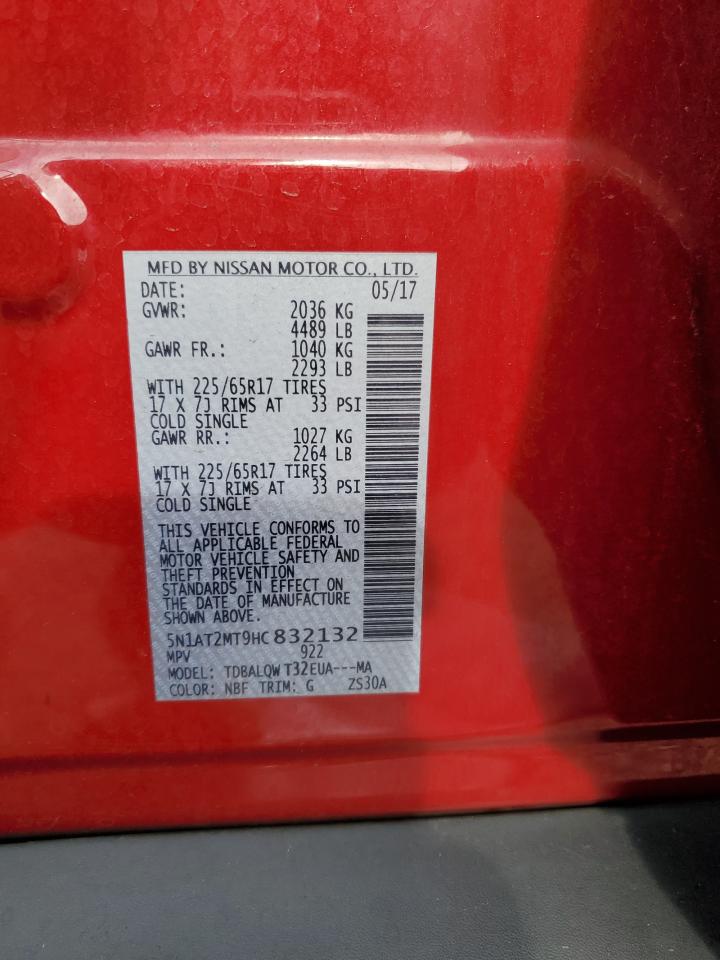 MFD BY NISSAN MOTOR CO., LTD.
DATE: 05/17
GVWR: 2036 KG
4489 LB
GAWR FR.: 1040 KG
2293 LB
WITH 225/65R17 TIRES
17 X 7J RIMS AT 33 PSI
COLD SINGLE
GAWR RR.: 1027 KG
2264 LB
WITH 225/65R17 TIRES
17 X 7J RIMS AT 33 PSI
COLD SINGLE
THIS VEHICLE CONFORMS TO
ALL APPLICABLE FEDERAL
MOTOR VEHICLE SAFETY AND
THEFT PREVENTION
STANDARDS IN EFFECT ON
THE DATE OF MANUFACTURE
SHOWN ABOVE.
5N1AT2MT9HC 832132
MPV 922
MODEL: TDBALQW T32EUA---MA
COLOR: NBF TRIM: G ZS30A